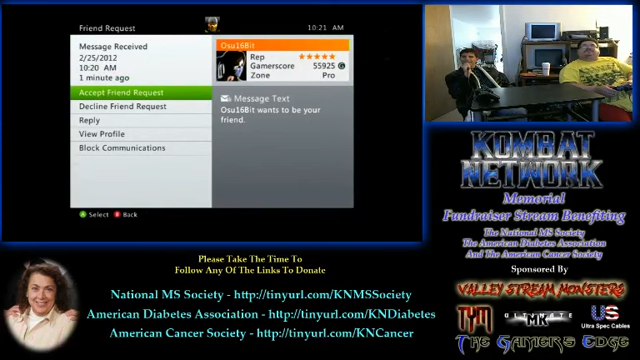 Friend Request
10:21 AM
Message Received
2/25/2012
10:20 AM
1 minute ago
Accept Friend Request
Decline Friend Request
Reply
View Profile
Block Communications
Osu16Bit
Rep
Gamerscore 55925 G
Zone Pro
Message Text
Osu16Bit wants to be your
friend.
A Select B Back
KOMBAT
NETWORK
Memorial
Fundraiser Stream Benefiting
The National MS Society
The American Diabetes Association
And The American Cancer Society
Sponsored By
VALLEY STREAM MONSTERS
TYM
ULTIMATE
MK
US
Ultra Spec Cables
THE GAMER'S EDGE
Please Take The Time To
Follow Any Of The Links To Donate
National MS Society - http://tinyurl.com/KNMSSociety
American Diabetes Association - http://tinyurl.com/KNDiabetes
American Cancer Society - http://tinyurl.com/KNCancer